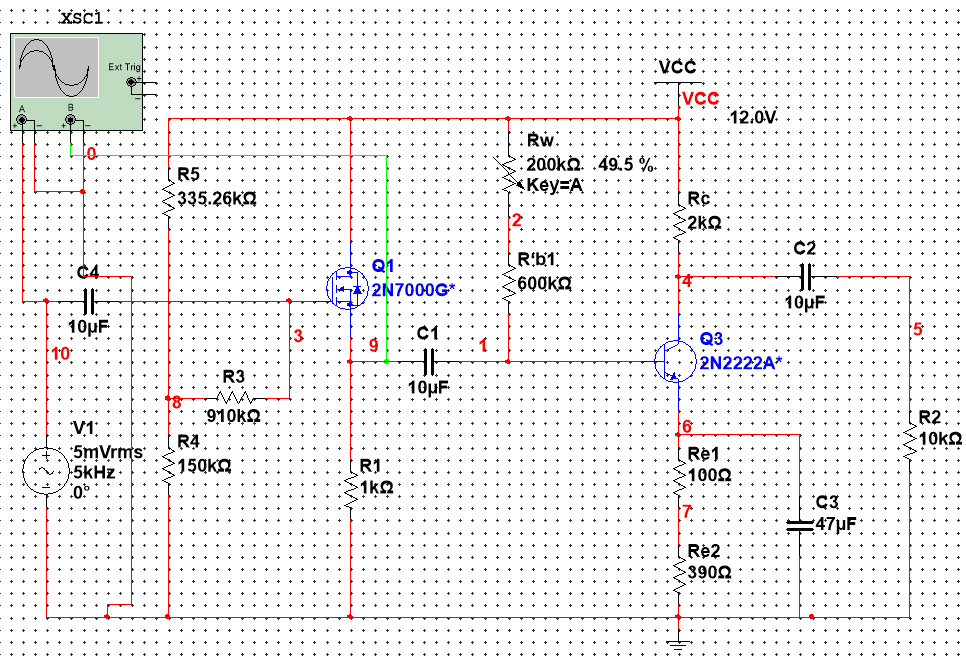 XSC1
Ext Trig
+
−
A
B
+
−
+
−
0
VCC
VCC
12.0V
R5
335.26kΩ
Rw
200kΩ 49.5 %
Key=A
2
Rc
2kΩ
R'b1
600kΩ
C4
10µF
Q1
2N7000G*
3
9
C1
10µF
1
4
C2
10µF
5
10
Q3
2N2222A*
R3
910kΩ
8
6
R2
10kΩ
V1
5mVrms
5kHz
0°
+
−
R4
150kΩ
R1
1kΩ
Re1
100Ω
7
C3
47µF
Re2
390Ω